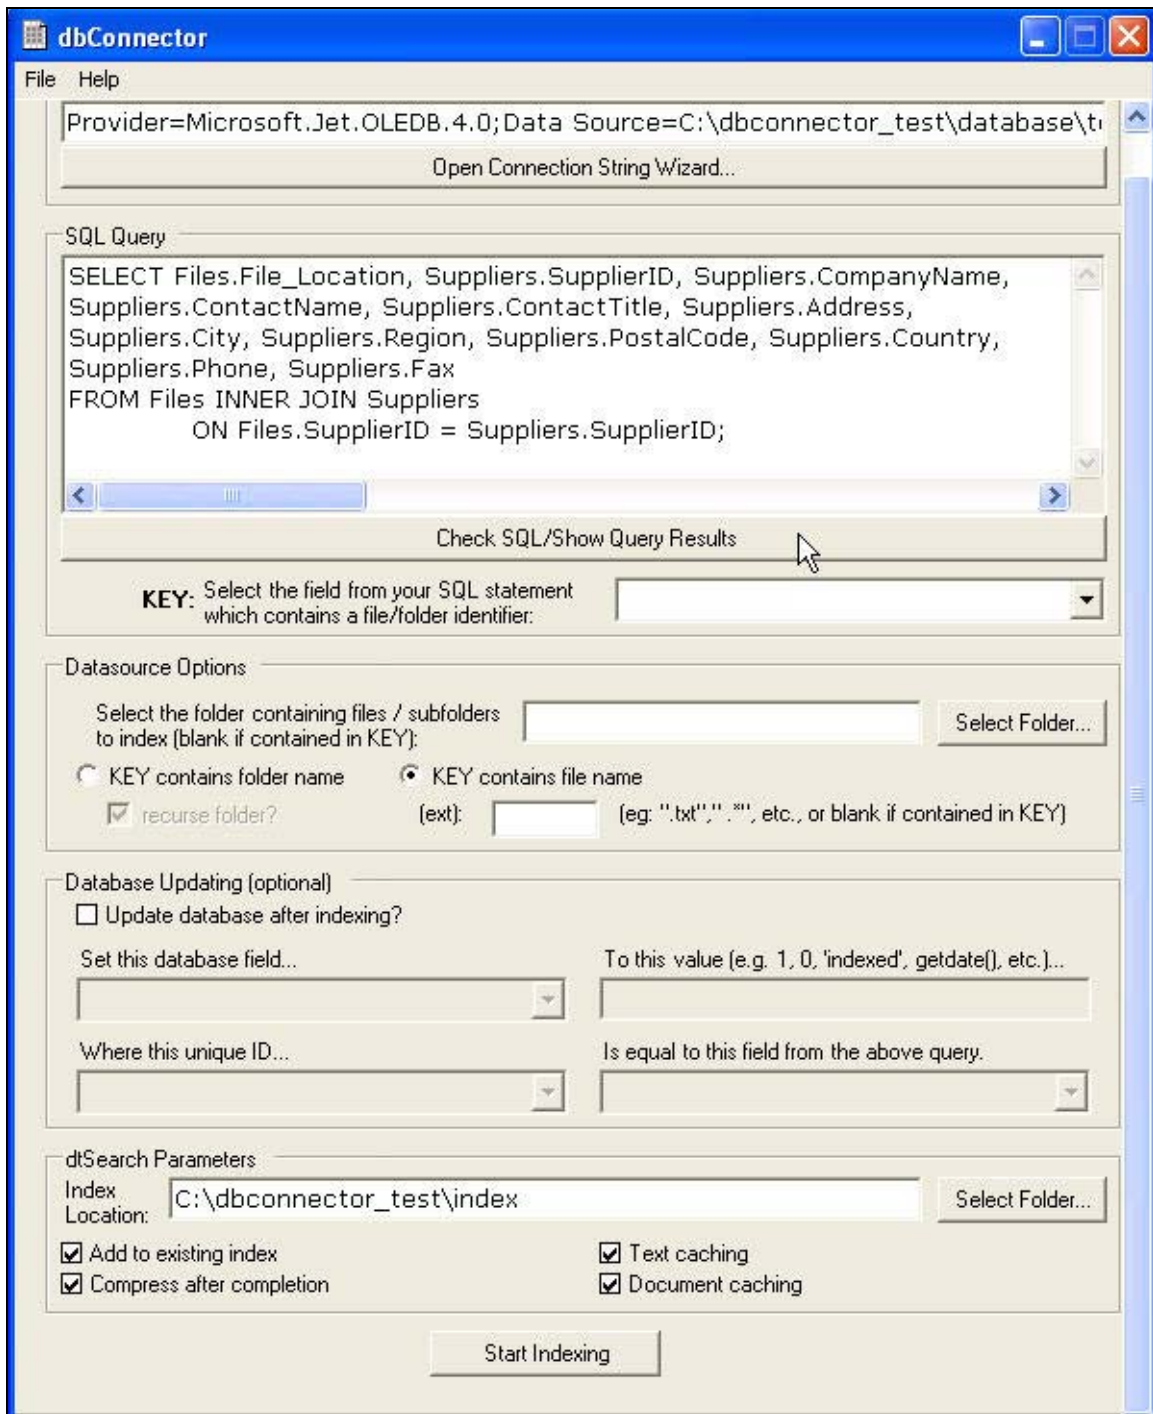 dbConnector
File Help
Provider=Microsoft.Jet.OLEDB.4.0;Data Source=C:\dbconnector_test\database\t
Open Connection String Wizard...
SQL Query
SELECT Files.File_Location, Suppliers.SupplierID, Suppliers.CompanyName,
Suppliers.ContactName, Suppliers.ContactTitle, Suppliers.Address,
Suppliers.City, Suppliers.Region, Suppliers.PostalCode, Suppliers.Country,
Suppliers.Phone, Suppliers.Fax
FROM Files INNER JOIN Suppliers
ON Files.SupplierID = Suppliers.SupplierID;
Check SQL/Show Query Results
KEY: Select the field from your SQL statement
which contains a file/folder identifier:
Datasource Options
Select the folder containing files / subfolders
to index (blank if contained in KEY):
Select Folder...
KEY contains folder name KEY contains file name
recurse folder? (ext): (eg: ".txt",".*", etc., or blank if contained in KEY)
Database Updating (optional)
Update database after indexing?
Set this database field... To this value (e.g. 1, 0, 'indexed', getdate(), etc.)...
Where this unique ID... Is equal to this field from the above query.
dtSearch Parameters
Index
Location: C:\dbconnector_test\index Select Folder...
Add to existing index Text caching
Compress after completion Document caching
Start Indexing